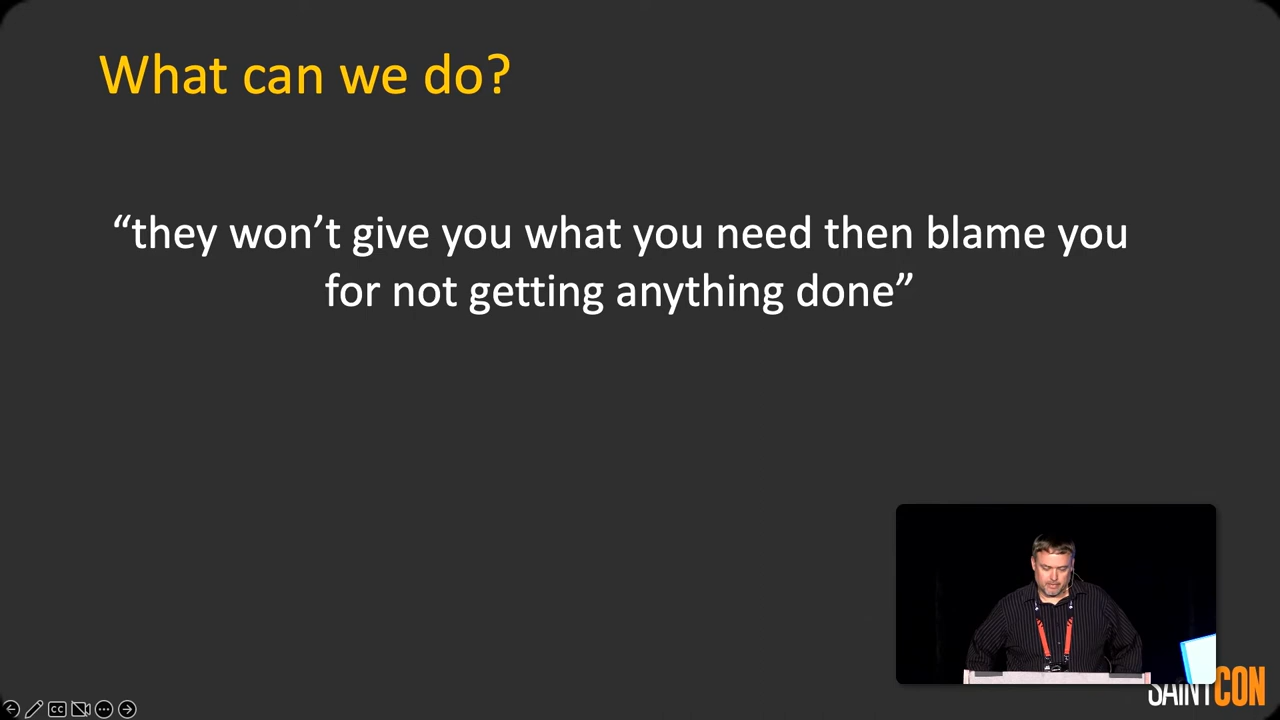 What can we do?
“they won’t give you what you need then blame you
for not getting anything done”
CC
SAINTCON